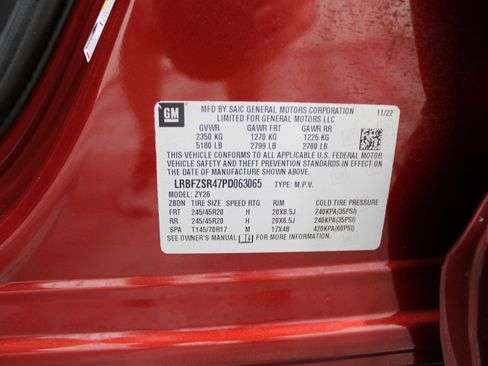 GM
MFD BY SAIC GENERAL MOTORS CORPORATION 11/22
LIMITED FOR GENERAL MOTORS LLC
GVWR GAWR FRT GAWR RR
2350 KG 1270 KG 1225 KG
5180 LB 2799 LB 2700 LB
THIS VEHICLE CONFORMS TO ALL APPLICABLE U.S. FEDERAL MOTOR
VEHICLE SAFETY, BUMPER, AND THEFT PREVENTION STANDARDS IN
EFFECT ON THE DATE OF MANUFACTURE SHOWN ABOVE.
LRBFZSR47PD063065 TYPE: M.P.V.
MODEL: ZY26
ZBDN TIRE SIZE SPEED RTG RIM COLD TIRE PRESSURE
FRT 245/45R20 H 20X8.5J 240KPA(35PSI)
RR 245/45R20 H 20X8.5J 240KPA(35PSI)
SPA T145/70R17 M 17X4B 420KPA(60PSI)
SEE OWNER'S MANUAL FOR MORE INFORMATION.